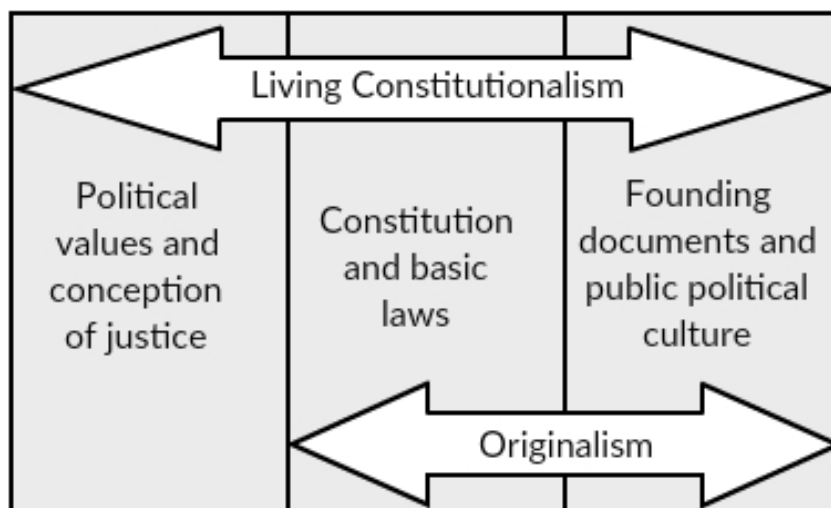 Living Constitutionalism
Political
values and
conception
of justice
Constitution
and basic
laws
Founding
documents and
public political
culture
Originalism